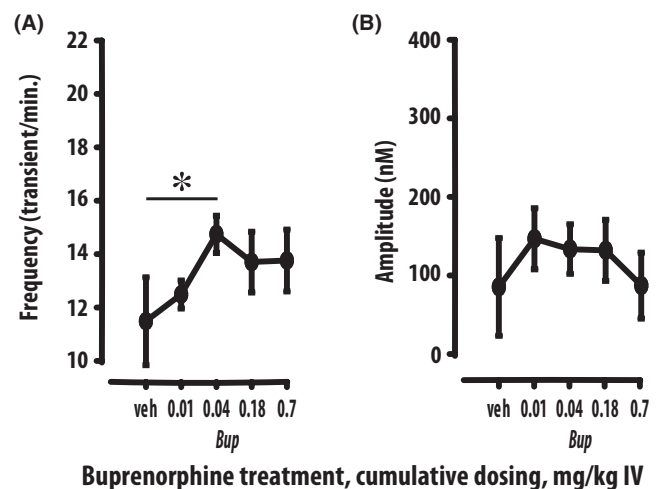 (A)
Frequency (transient/min.)
22
20
18
16
14
12
10
*
veh 0.01 0.04 0.18 0.7
Bup
(B)
Amplitude (nM)
400
300
200
100
0
veh 0.01 0.04 0.18 0.7
Bup
Buprenorphine treatment, cumulative dosing, mg/kg IV